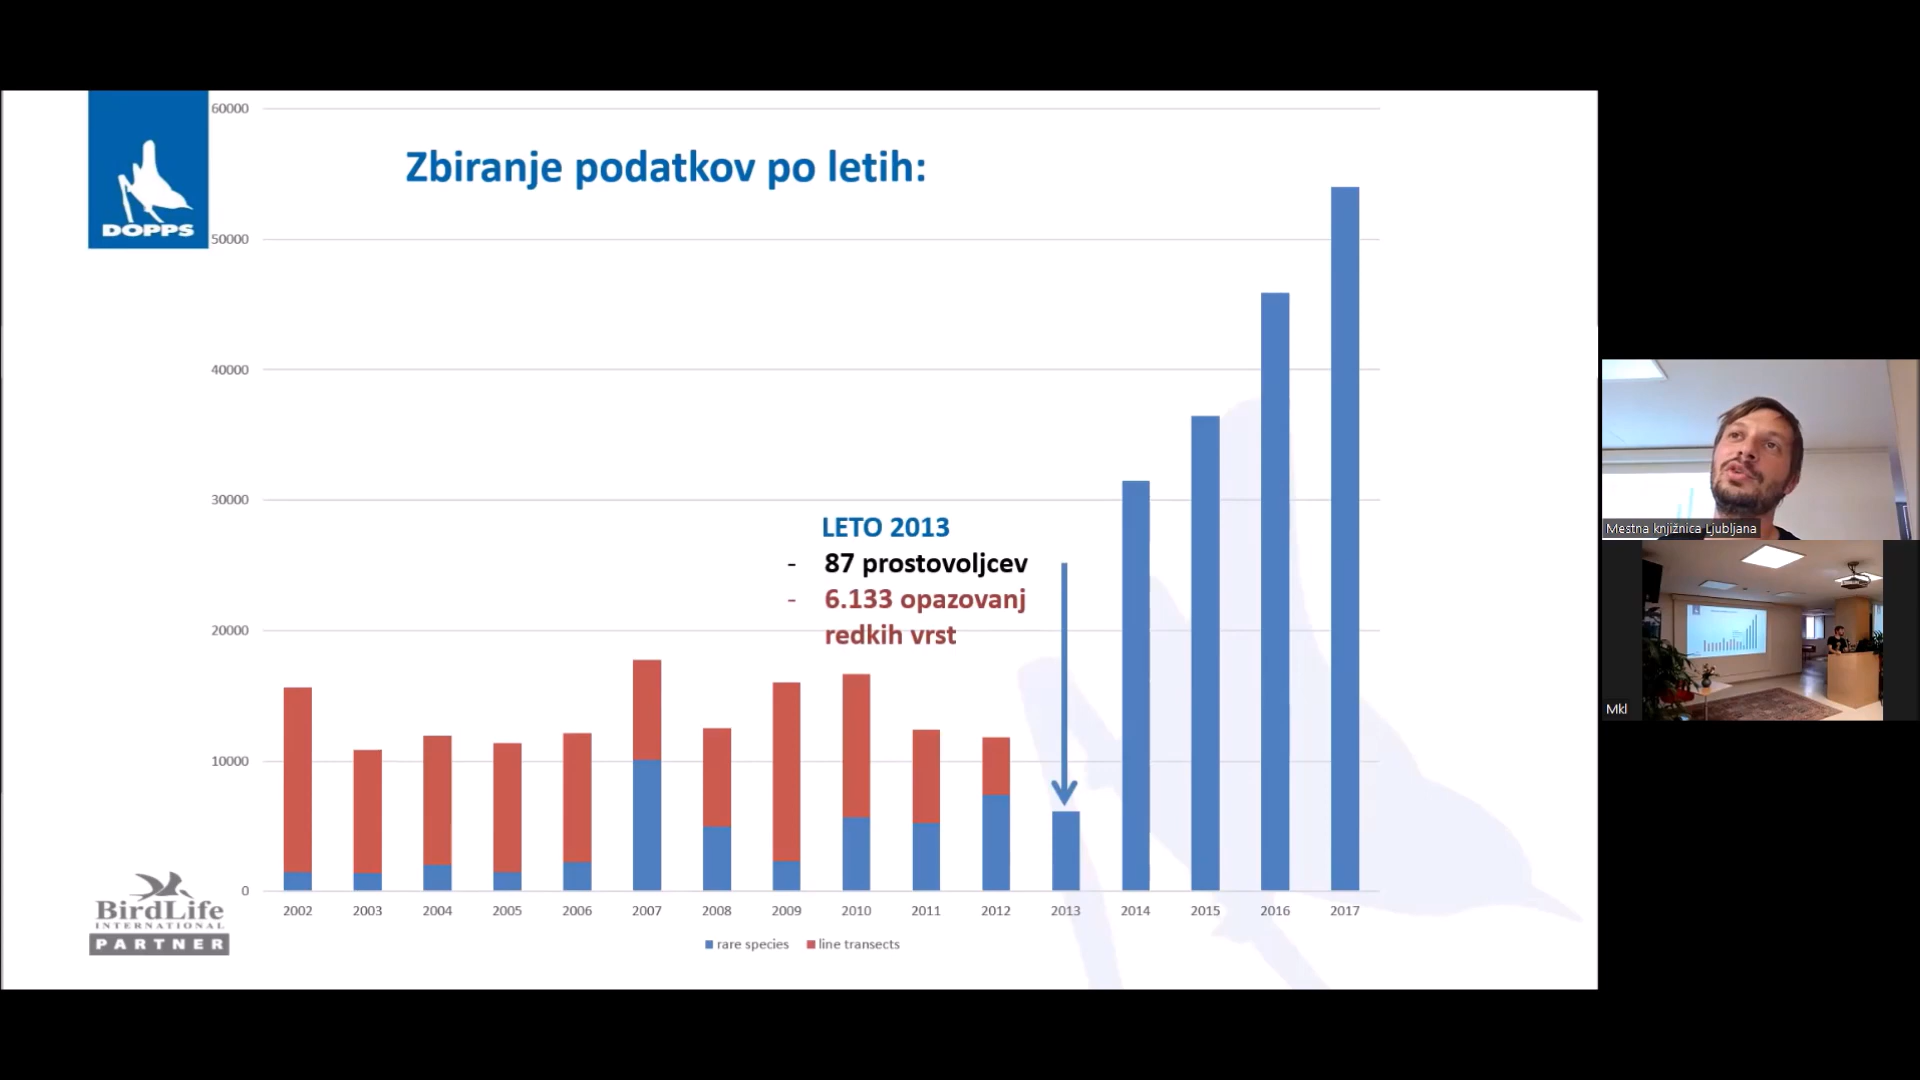 60000
Zbiranje podatkov po letih:
DOPPS
50000
40000
30000
LETO 2013
- 87 prostovoljcev
- 6.133 opazovanj
redkih vrst
20000
10000
0
2002 2003 2004 2005 2006 2007 2008 2009 2010 2011 2012 2013 2014 2015 2016 2017
rare species line transects
BirdLife
INTERNATIONAL
PARTNER
Mestna knjižnica Ljubljana
Mkl